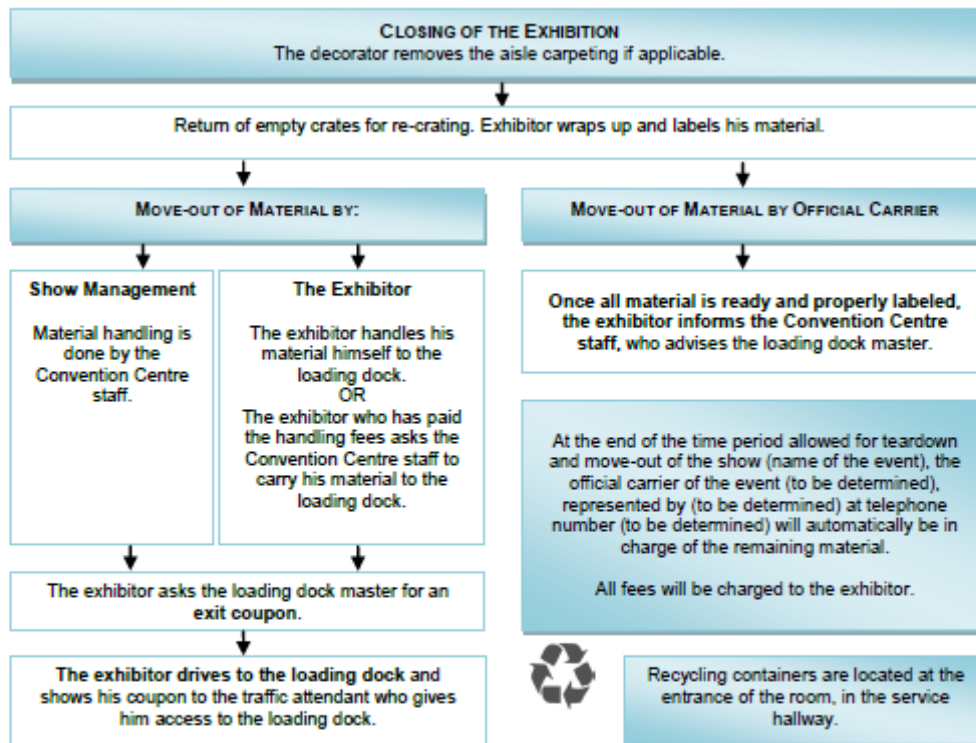 CLOSING OF THE EXHIBITION
The decorator removes the aisle carpeting if applicable.
Return of empty crates for re-crating. Exhibitor wraps up and labels his material.
MOVE-OUT OF MATERIAL BY:
Show Management
Material handling is
done by the
Convention Centre
staff.
The Exhibitor
The exhibitor handles his
material himself to the
loading dock.
OR
The exhibitor who has paid
the handling fees asks the
Convention Centre staff to
carry his material to the
loading dock.
The exhibitor asks the loading dock master for an
exit coupon.
The exhibitor drives to the loading dock and
shows his coupon to the traffic attendant who gives
him access to the loading dock.
MOVE-OUT OF MATERIAL BY OFFICIAL CARRIER
Once all material is ready and properly labeled,
the exhibitor informs the Convention Centre
staff, who advises the loading dock master.
At the end of the time period allowed for teardown
and move-out of the show (name of the event), the
official carrier of the event (to be determined),
represented by (to be determined) at telephone
number (to be determined) will automatically be in
charge of the remaining material.
All fees will be charged to the exhibitor.
Recycling containers are located at the
entrance of the room, in the service
hallway.